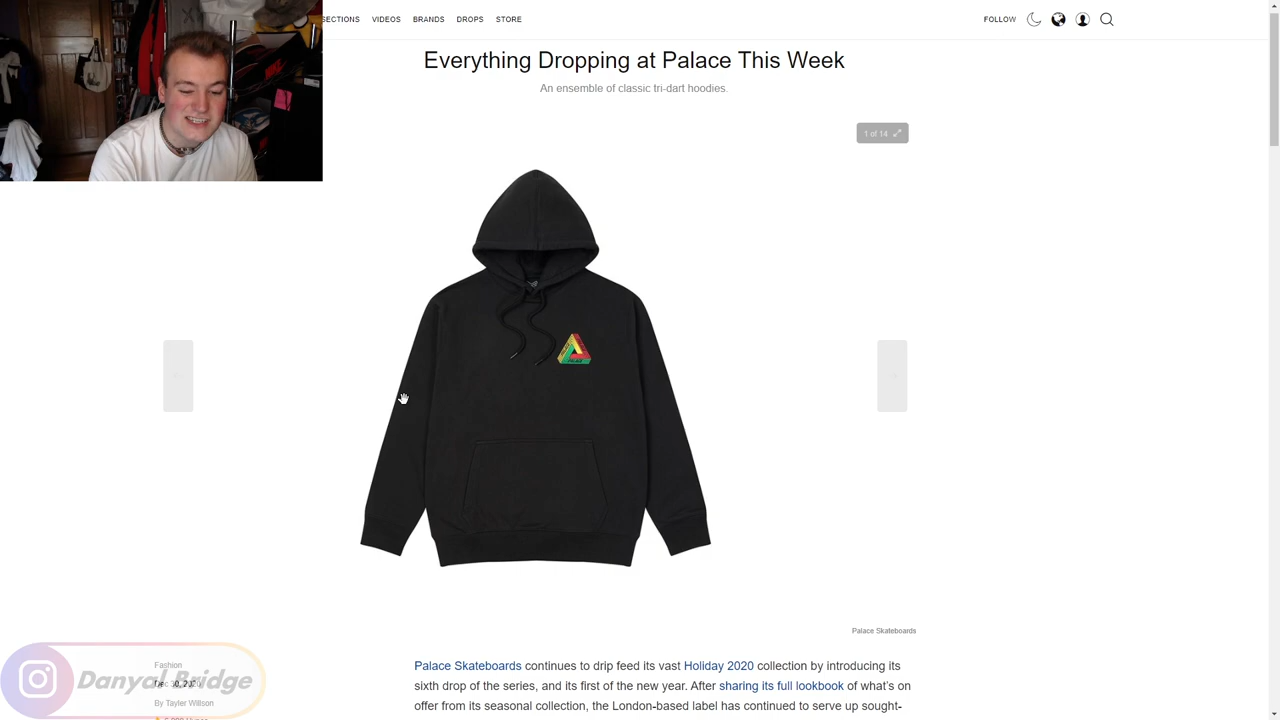 SECTIONS VIDEOS BRANDS DROPS STORE FOLLOW
Everything Dropping at Palace This Week
An ensemble of classic tri-dart hoodies.
1 of 14
PALACE
Palace Skateboards
Fashion
Danyal Bridge
By Tayler Willson
Palace Skateboards continues to drip feed its vast Holiday 2020 collection by introducing its
sixth drop of the series, and its first of the new year. After sharing its full lookbook of what's on
offer from its seasonal collection, the London-based label has continued to serve up sought-